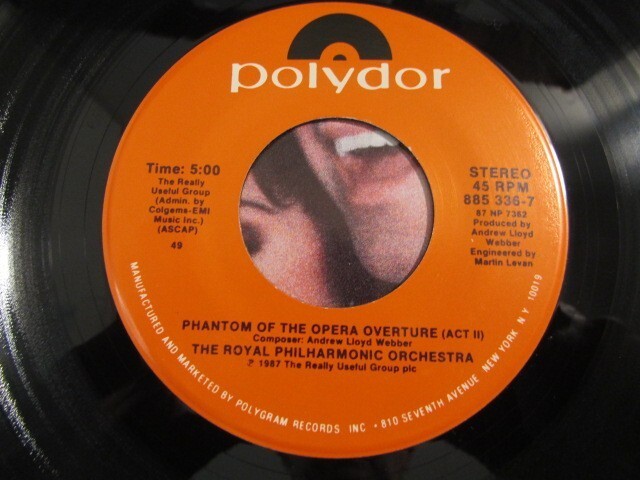 polydor
Time: 5:00
The Really
Useful Group
(Admin. by
Colgems-EMI
Music Inc.)
(ASCAP)
49
STEREO
45 RPM
885 336-7
87 NP 7362
Produced by
Andrew Lloyd
Webber
Engineered by
Martin Levan
PHANTOM OF THE OPERA OVERTURE (ACT II)
Composer: Andrew Lloyd Webber
THE ROYAL PHILHARMONIC ORCHESTRA
℗ 1987 The Really Useful Group plc
MANUFACTURED AND MARKETED BY POLYGRAM RECORDS INC • 810 SEVENTH AVENUE NEW YORK N Y 10019